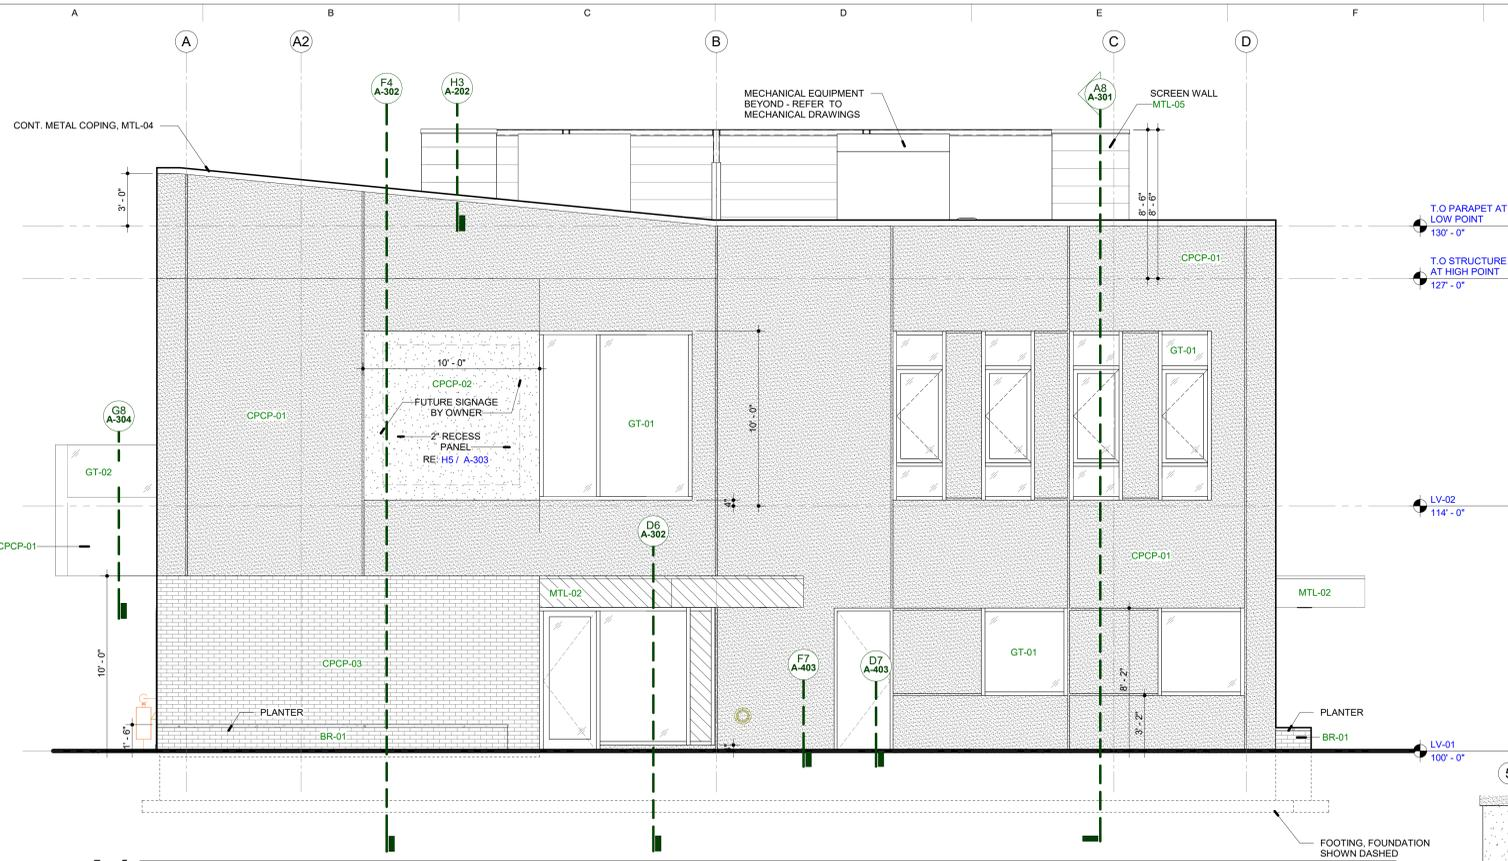 A
B
C
D
E
F
A
A2
B
C
D
F4
A-302
H3
A-202
A8
A-301
MECHANICAL EQUIPMENT
BEYOND - REFER TO
MECHANICAL DRAWINGS
SCREEN WALL
MTL-05
CONT. METAL COPING, MTL-04
3' - 0"
8' - 6"
8' - 6"
T.O PARAPET AT
LOW POINT
130' - 0"
CPCP-01
T.O STRUCTURE
AT HIGH POINT
127' - 0"
GT-01
10' - 0"
CPCP-02
FUTURE SIGNAGE
BY OWNER
2" RECESS
PANEL
RE: H5 / A-303
CPCP-01
GT-01
10' - 0"
G8
A-304
GT-02
4"
LV-02
114' - 0"
D6
A-302
CPCP-01
CPCP-01
MTL-02
MTL-02
10' - 0"
CPCP-03
F7
A-403
D7
A-403
GT-01
8' - 2"
3' - 2"
G
PLANTER
BR-01
1' - 6"
PLANTER
BR-01
LV-01
100' - 0"
5
FOOTING, FOUNDATION
SHOWN DASHED